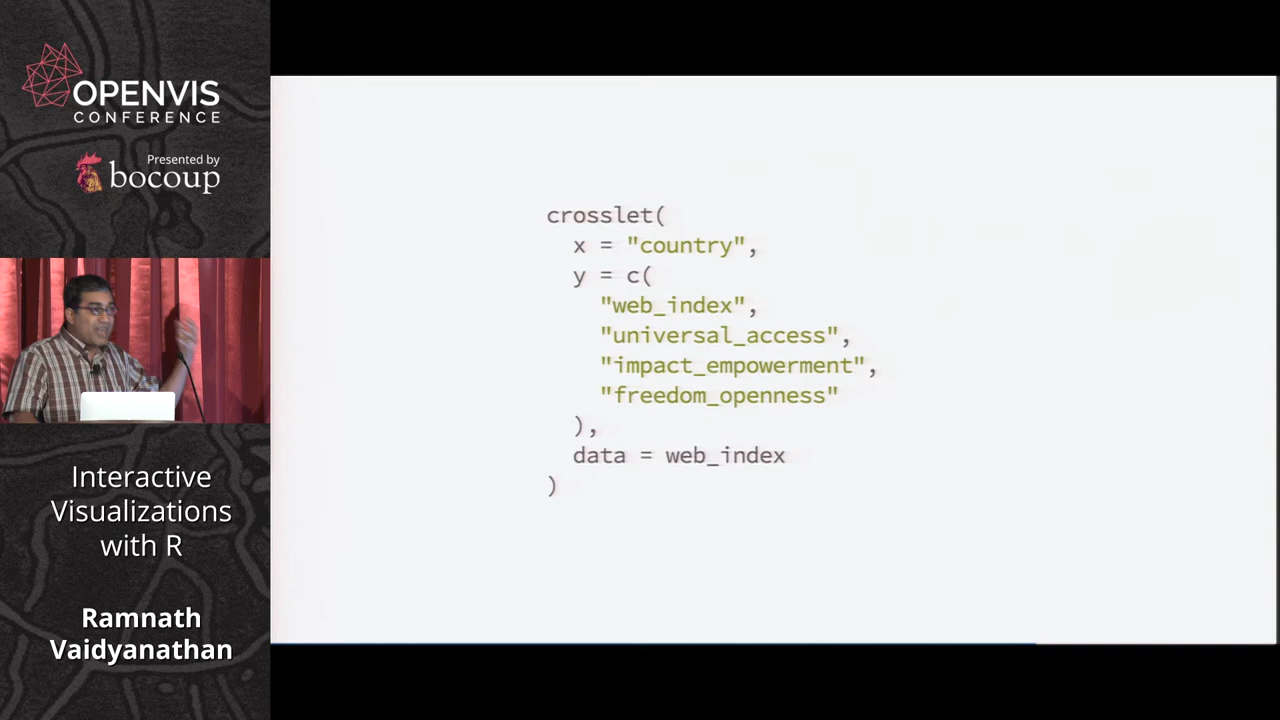 OPENVIS
CONFERENCE
Presented by
bocoup
crosslet(
x = "country",
y = c(
"web_index",
"universal_access",
"impact_empowerment",
"freedom_openness"
),
data = web_index
)
Interactive
Visualizations
with R
Ramnath
Vaidyanathan